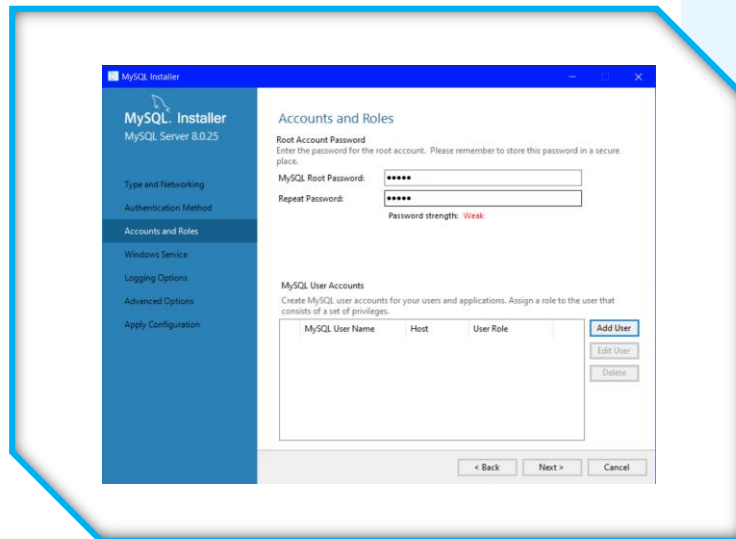 MySQL Installer
MySQL. Installer
MySQL Server 8.0.25
Type and Networking
Authentication Method
Accounts and Roles
Windows Service
Logging Options
Advanced Options
Apply Configuration
Accounts and Roles
Root Account Password
Enter the password for the root account. Please remember to store this password in a secure
place.
MySQL Root Password: •••••
Repeat Password: •••••
Password strength: Weak
MySQL User Accounts
Create MySQL user accounts for your users and applications. Assign a role to the user that
consists of a set of privileges.
MySQL User Name Host User Role
Add User
Edit User
Delete
< Back Next > Cancel